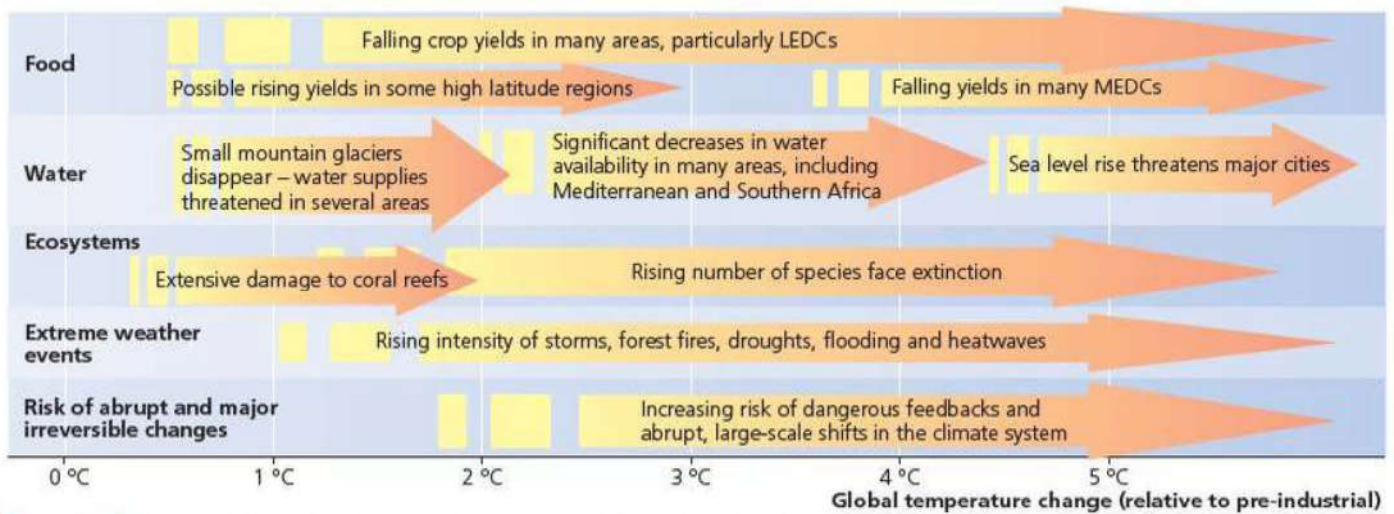 Food
Falling crop yields in many areas, particularly LEDCs
Possible rising yields in some high latitude regions
Falling yields in many MEDCs
Water
Small mountain glaciers
disappear – water supplies
threatened in several areas
Significant decreases in water
availability in many areas, including
Mediterranean and Southern Africa
Sea level rise threatens major cities
Ecosystems
Extensive damage to coral reefs
Rising number of species face extinction
Extreme weather
events
Rising intensity of storms, forest fires, droughts, flooding and heatwaves
Risk of abrupt and major
irreversible changes
Increasing risk of dangerous feedbacks and
abrupt, large-scale shifts in the climate system
0 °C 1 °C 2 °C 3 °C 4 °C 5 °C
Global temperature change (relative to pre-industrial)